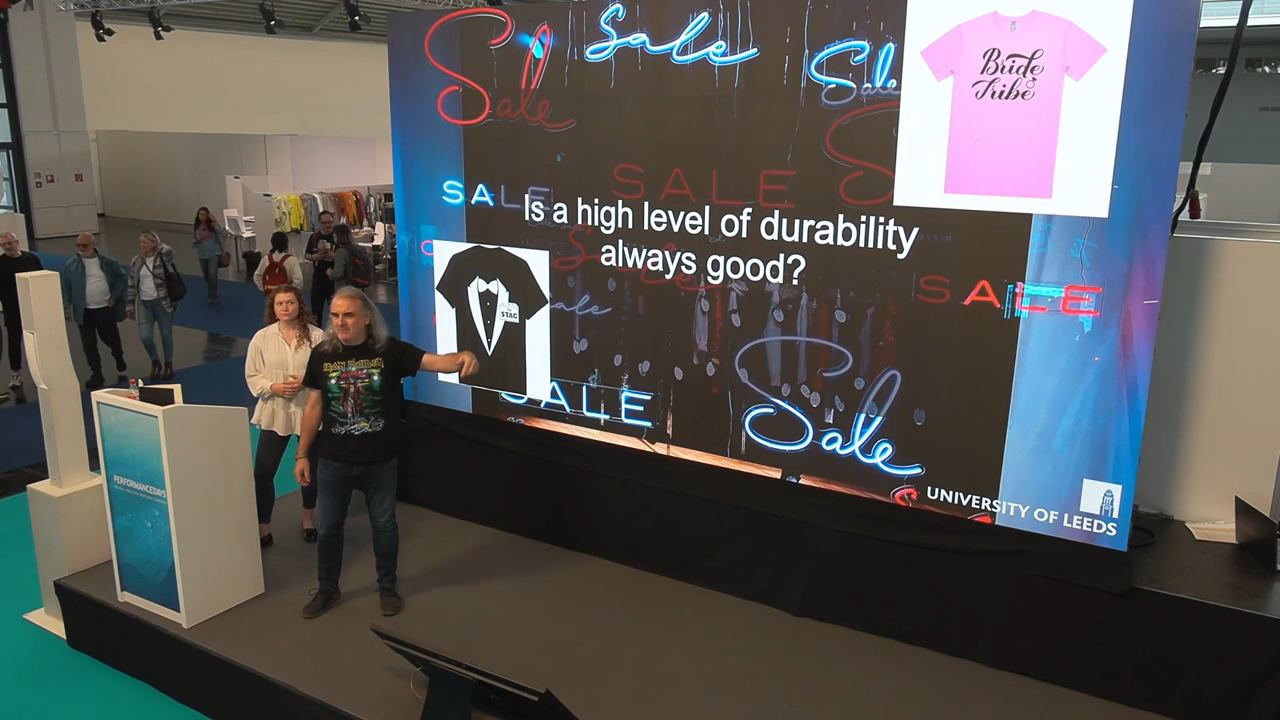 Sale
Sale
Sale
Bride
Tribe
SALE
SALE
Is a high level of durability
always good?
SALE
Sale
STAG
IRON MAIDEN
SALE
Sale
PERFORMANCEDAYS
UNIVERSITY OF LEEDS